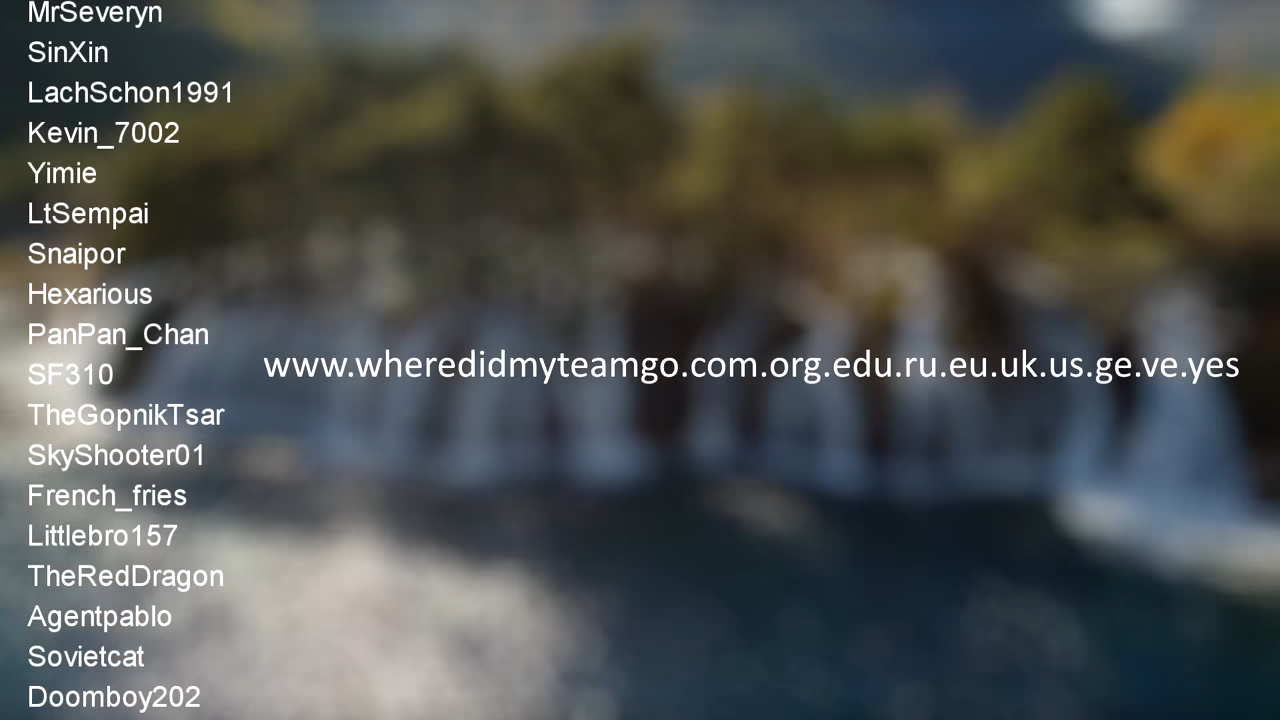 MrSeveryn
SinXin
LachSchon1991
Kevin_7002
Yimie
LtSempai
Snaipor
Hexarious
PanPan_Chan
SF310
www.wheredidmyteamgo.com.org.edu.ru.eu.uk.us.ge.ve.yes
TheGopnikTsar
SkyShooter01
French_fries
Littlebro157
TheRedDragon
Agentpablo
Sovietcat
Doomboy202